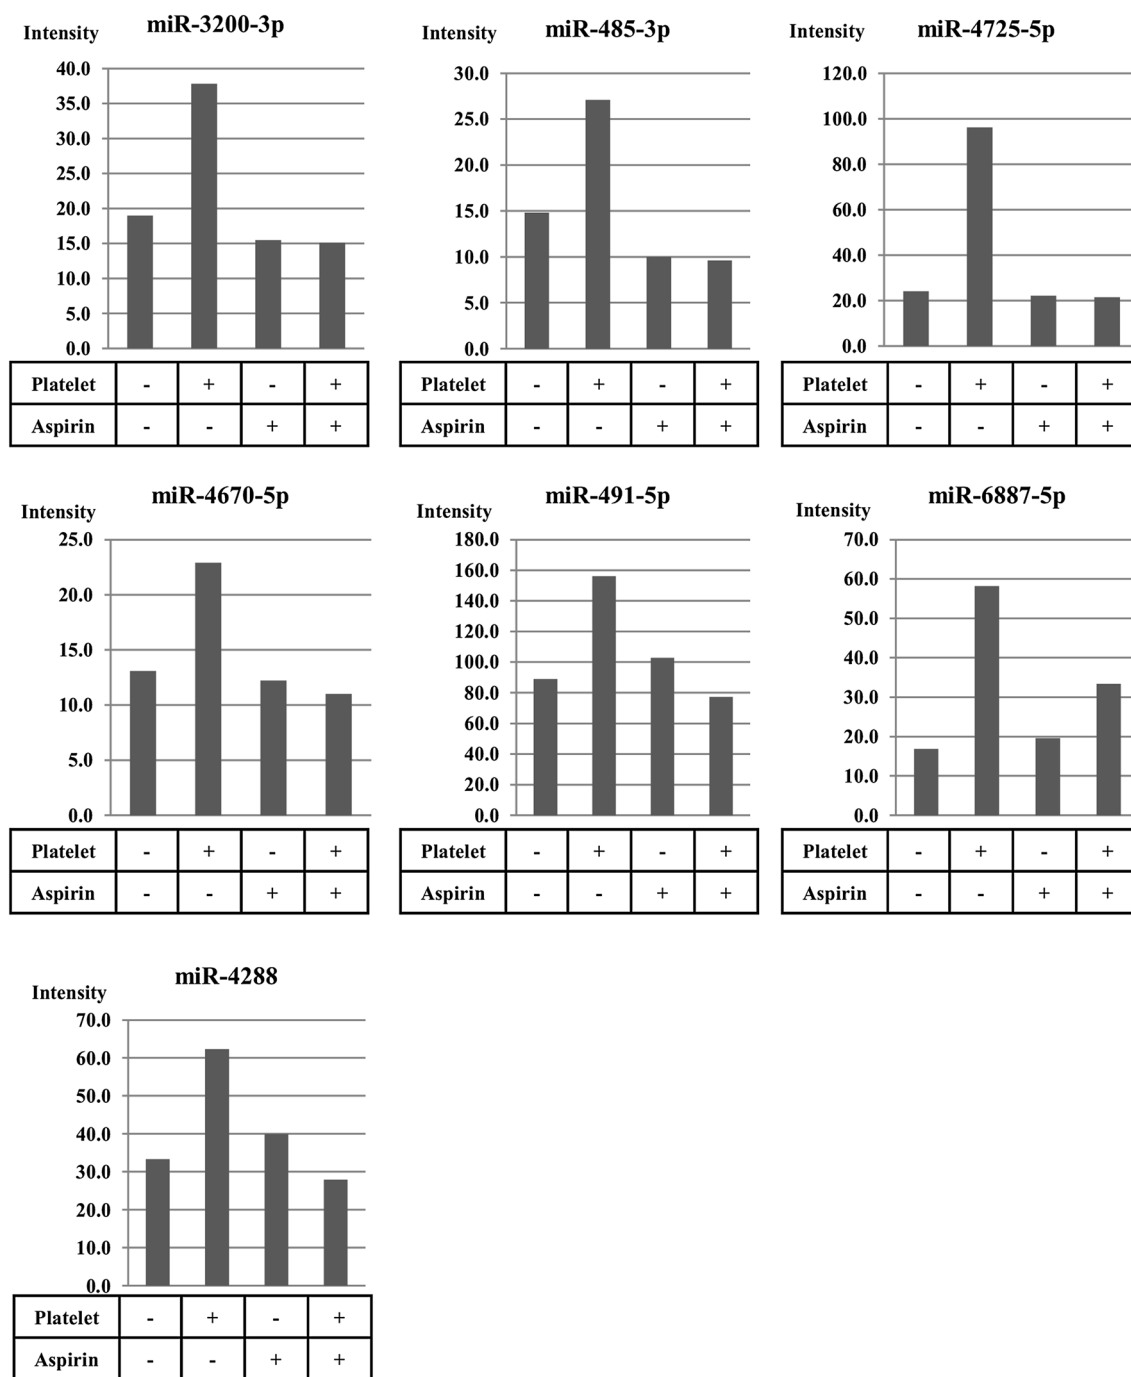 miR-3200-3p
Intensity
40.0
35.0
30.0
25.0
20.0
15.0
10.0
5.0
0.0
Platelet - + - +
Aspirin - - + +
miR-485-3p
Intensity
30.0
25.0
20.0
15.0
10.0
5.0
0.0
Platelet - + - +
Aspirin - - + +
miR-4725-5p
Intensity
120.0
100.0
80.0
60.0
40.0
20.0
0.0
Platelet - + - +
Aspirin - - + +
miR-4670-5p
Intensity
25.0
20.0
15.0
10.0
5.0
0.0
Platelet - + - +
Aspirin - - + +
miR-491-5p
Intensity
180.0
160.0
140.0
120.0
100.0
80.0
60.0
40.0
20.0
0.0
Platelet - + - +
Aspirin - - + +
miR-6887-5p
Intensity
70.0
60.0
50.0
40.0
30.0
20.0
10.0
0.0
Platelet - + - +
Aspirin - - + +
miR-4288
Intensity
70.0
60.0
50.0
40.0
30.0
20.0
10.0
0.0
Platelet - + - +
Aspirin - - + +